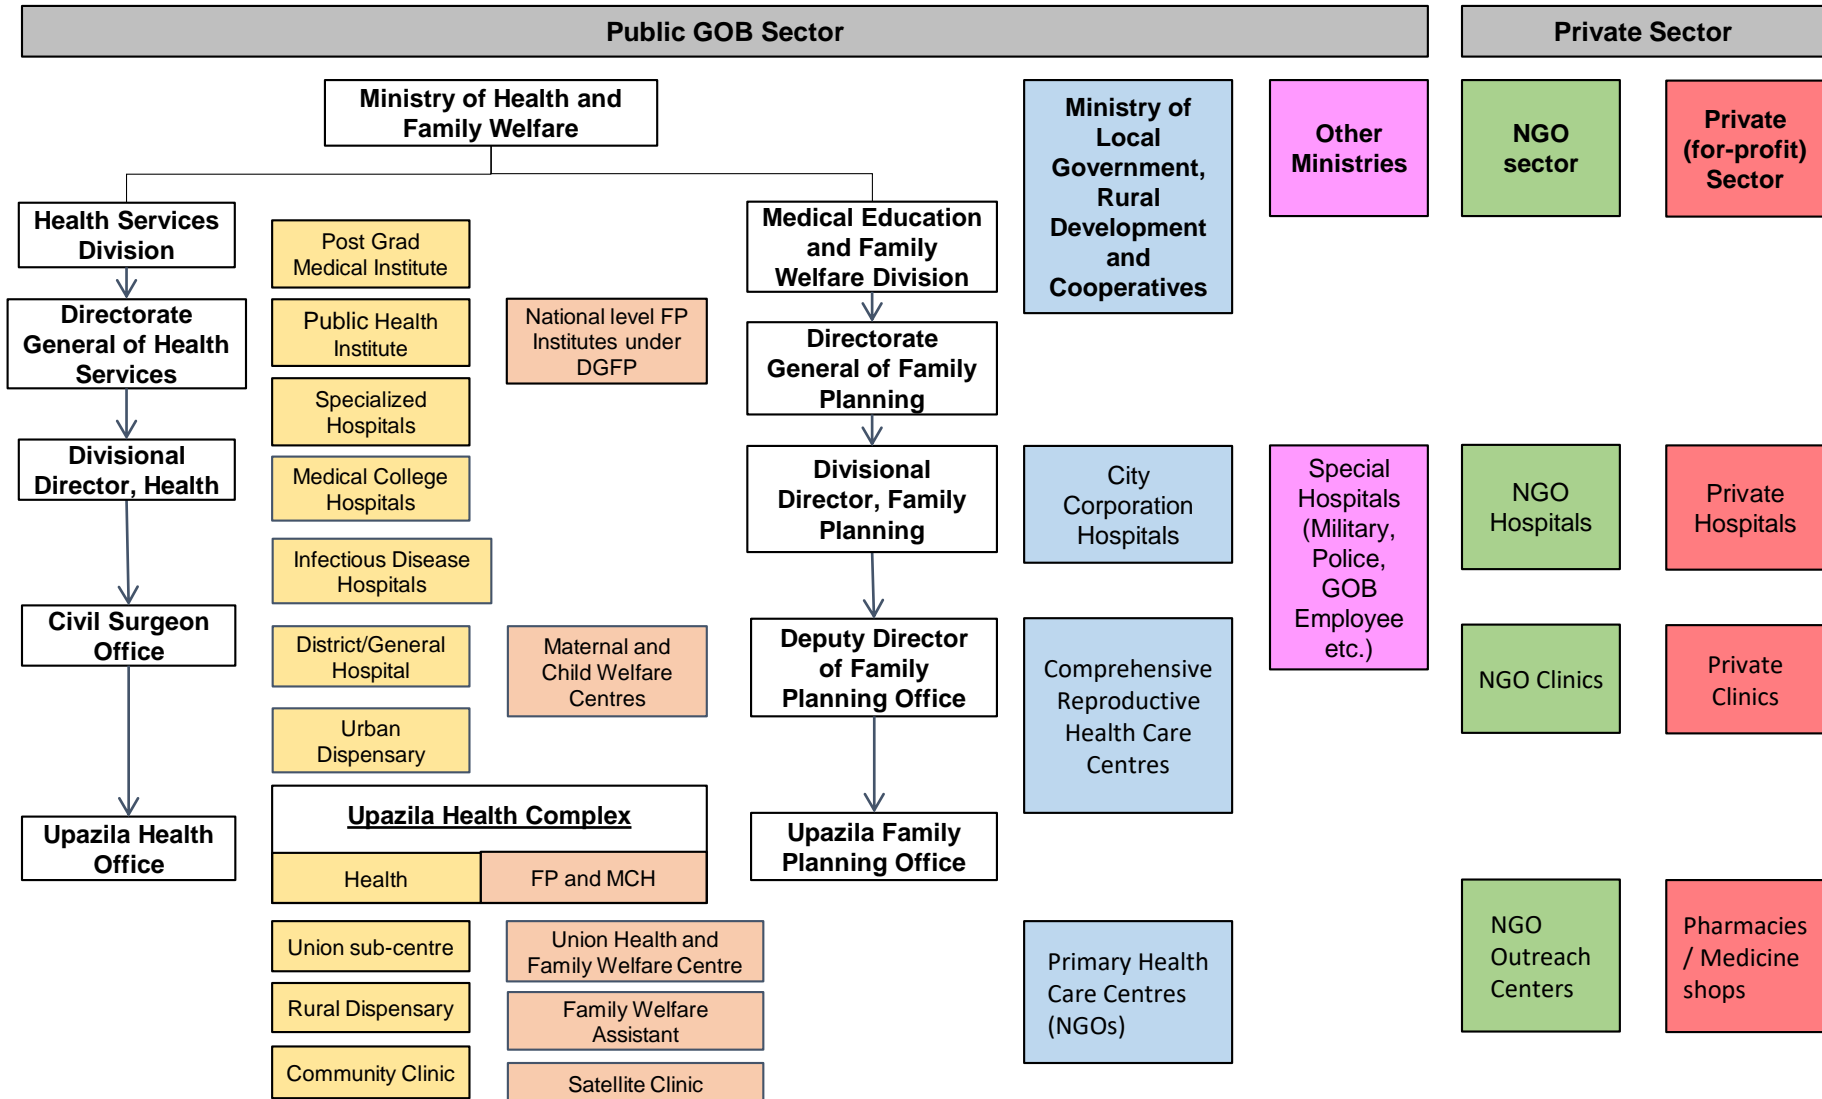 Public GOB Sector
Private Sector
Ministry of Health and
Family Welfare
Ministry of
Local
Government,
Rural
Development
and
Cooperatives
Other
Ministries
NGO
sector
Private
(for-profit)
Sector
Health Services
Division
Post Grad
Medical Institute
Medical Education
and Family
Welfare Division
Directorate
General of Health
Services
Public Health
Institute
National level FP
Institutes under
DGFP
Directorate
General of Family
Planning
Specialized
Hospitals
Divisional
Director, Health
Medical College
Hospitals
Divisional
Director, Family
Planning
City
Corporation
Hospitals
Special
Hospitals
(Military,
Police,
GOB
Employee
etc.)
NGO
Hospitals
Private
Hospitals
Infectious Disease
Hospitals
Civil Surgeon
Office
District/General
Hospital
Maternal and
Child Welfare
Centres
Deputy Director
of Family
Planning Office
Comprehensive
Reproductive
Health Care
Centres
NGO Clinics
Private
Clinics
Urban
Dispensary
Upazila Health
Office
Upazila Health Complex
Health
FP and MCH
Upazila Family
Planning Office
Union sub-centre
Union Health and
Family Welfare Centre
Primary Health
Care Centres
(NGOs)
NGO
Outreach
Centers
Pharmacies
/ Medicine
shops
Rural Dispensary
Family Welfare
Assistant
Community Clinic
Satellite Clinic